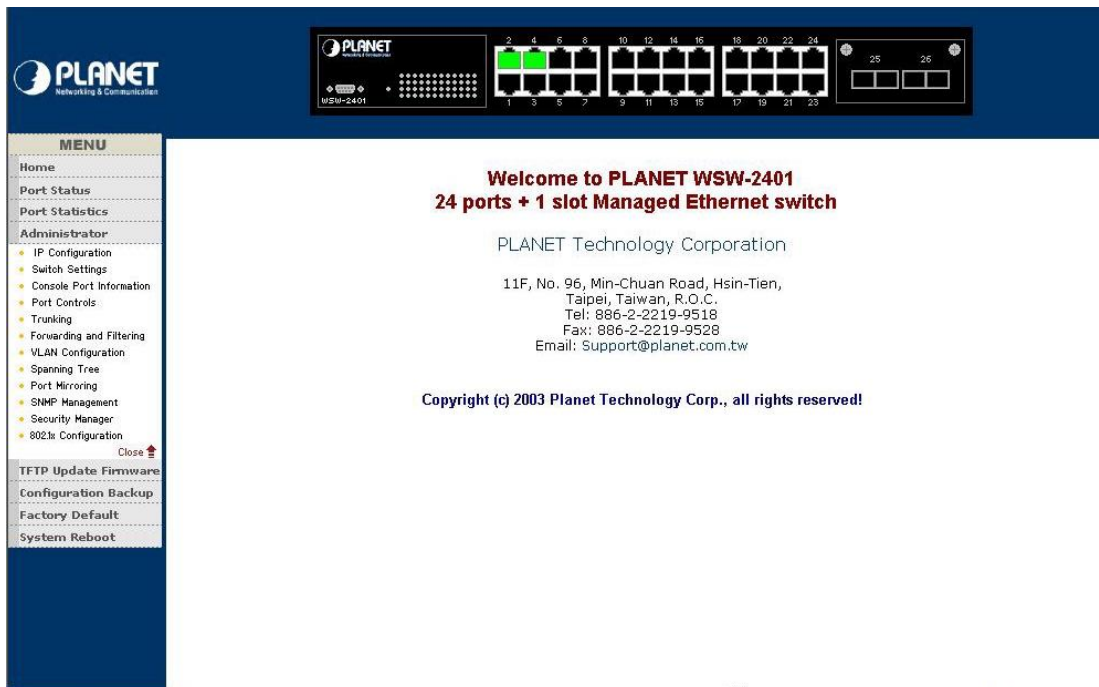 PLANET
Networking & Communication
PLANET
Networking & Communication
WSW-2401
2 4 6 8 10 12 14 16 18 20 22 24
25 26
1 3 5 7 9 11 13 15 17 19 21 23
MENU
Home
Port Status
Port Statistics
Administrator
IP Configuration
Switch Settings
Console Port Information
Port Controls
Trunking
Forwarding and Filtering
VLAN Configuration
Spanning Tree
Port Mirroring
SNMP Management
Security Manager
802.1x Configuration
Close
TFTP Update Firmware
Configuration Backup
Factory Default
System Reboot
Welcome to PLANET WSW-2401
24 ports + 1 slot Managed Ethernet switch
PLANET Technology Corporation
11F, No. 96, Min-Chuan Road, Hsin-Tien,
Taipei, Taiwan, R.O.C.
Tel: 886-2-2219-9518
Fax: 886-2-2219-9528
Email: Support@planet.com.tw
Copyright (c) 2003 Planet Technology Corp., all rights reserved!